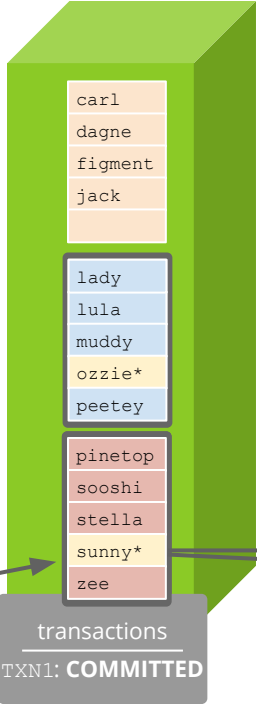 carl
dagne
figment
jack
lady
lula
muddy
ozzie*
peetey
pinetop
sooshi
stella
sunny*
zee
transactions
TXN1: COMMITTED